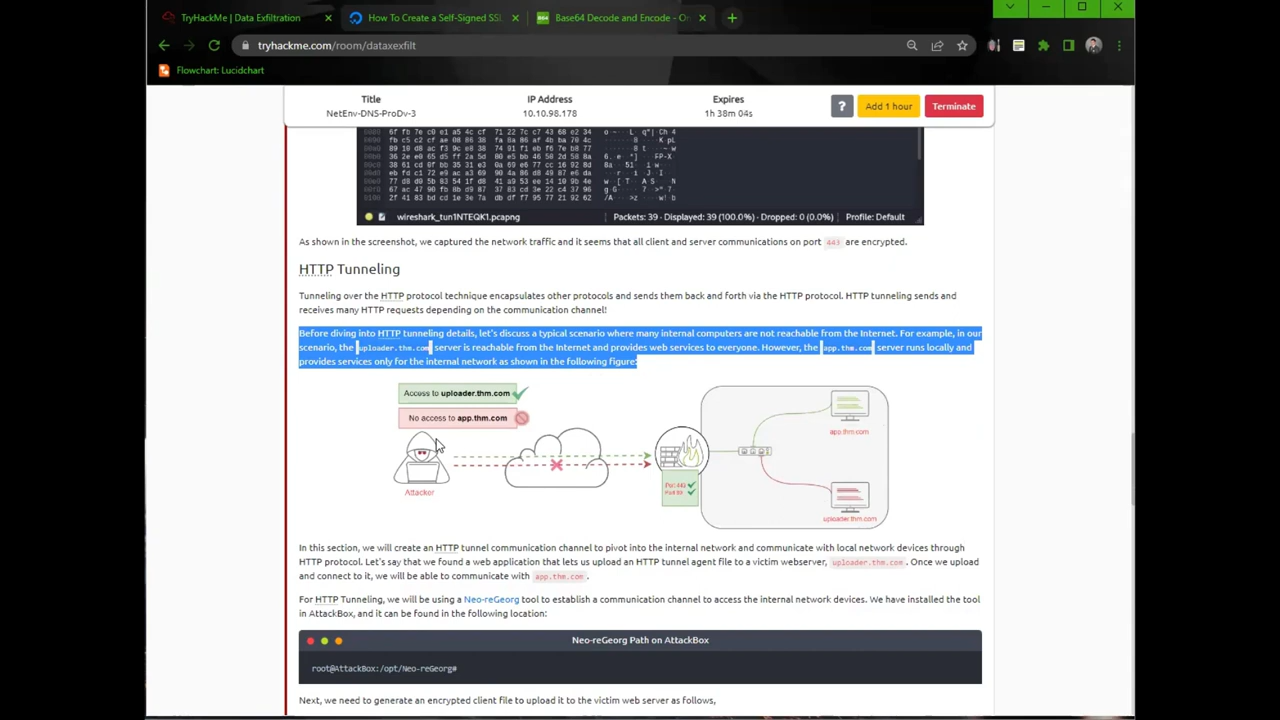 TryHackMe | Data Exfiltration
How To Create a Self-Signed SSL
Base64 Decode and Encode - On
tryhackme.com/room/dataxexfilt
Flowchart: Lucidchart
Title
IP Address
Expires
NetEnv-DNS-ProDv-3
10.10.98.178
1h 38m 04s
?
Add 1 hour
Terminate
wireshark_tun1NTEQK1.pcapng
Packets: 39 · Displayed: 39 (100.0%) · Dropped: 0 (0.0%)
Profile: Default
As shown in the screenshot, we captured the network traffic and it seems that all client and server communications on port 443 are encrypted.
HTTP Tunneling
Tunneling over the HTTP protocol technique encapsulates other protocols and sends them back and forth via the HTTP protocol. HTTP tunneling sends and
receives many HTTP requests depending on the communication channel!
Before diving into HTTP tunneling details, let's discuss a typical scenario where many internal computers are not reachable from the Internet. For example, in our
scenario, the uploader.thm.com server is reachable from the Internet and provides web services to everyone. However, the app.thm.com server runs locally and
provides services only for the internal network as shown in the following figure:
Access to uploader.thm.com
No access to app.thm.com
app.thm.com
Attacker
Port 443
Port 80
uploader.thm.com
In this section, we will create an HTTP tunnel communication channel to pivot into the internal network and communicate with local network devices through
HTTP protocol. Let's say that we found a web application that lets us upload an HTTP tunnel agent file to a victim webserver, uploader.thm.com. Once we upload
and connect to it, we will be able to communicate with app.thm.com.
For HTTP Tunneling, we will be using a Neo-reGeorg tool to establish a communication channel to access the internal network devices. We have installed the tool
in AttackBox, and it can be found in the following location:
Neo-reGeorg Path on AttackBox
root@AttackBox:/opt/Neo-reGeorg#
Next, we need to generate an encrypted client file to upload it to the victim web server as follows,